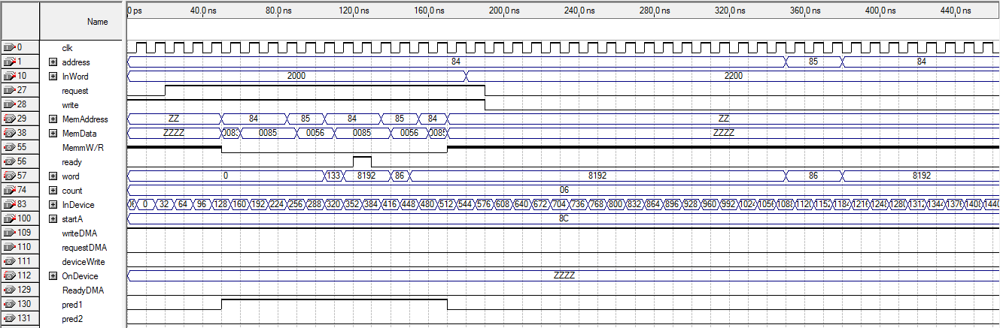 0 ps 40.0 ns 80.0 ns 120.0 ns 160.0 ns 200.0 ns 240.0 ns 280.0 ns 320.0 ns 360.0 ns 400.0 ns 440.0 ns
Name
0 clk
1 address 84 85 84
10 InWord 2000 2200
27 request
28 write
29 MemAddress ZZ 84 85 84 85 84 ZZ
38 MemData ZZZZ 0085 0056 0085 0056 ZZZZ
55 MemmW/R
56 ready
57 word 0 133 8192 86 8192 86 8192
74 count 06
83 InDevice 0 32 64 96 128 160 192 224 256 288 320 352 384 416 448 480 512 544 576 608 640 672 704 736 768 800 832 864 896 928 960 992
100 startA 8C
109 writeDMA
110 requestDMA
111 deviceWrite
112 OnDevice ZZZZ
129 ReadyDMA
130 pred1
131 pred2